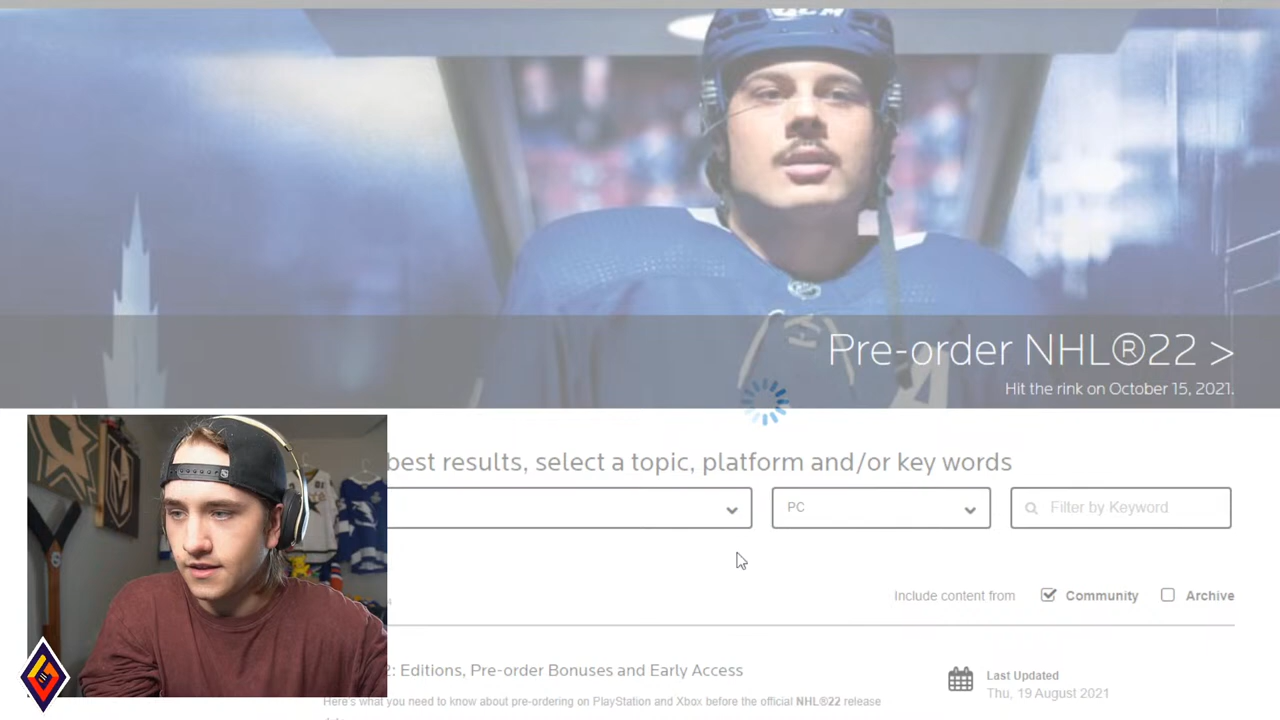 CCM
Pre-order NHL®22 >
Hit the rink on October 15, 2021.
best results, select a topic, platform and/or key words
PC
Filter by Keyword
Include content from
Community
Archive
2: Editions, Pre-order Bonuses and Early Access
Last Updated
Here's what you need to know about pre-ordering on PlayStation and Xbox before the official NHL®22 release
Thu, 19 August 2021